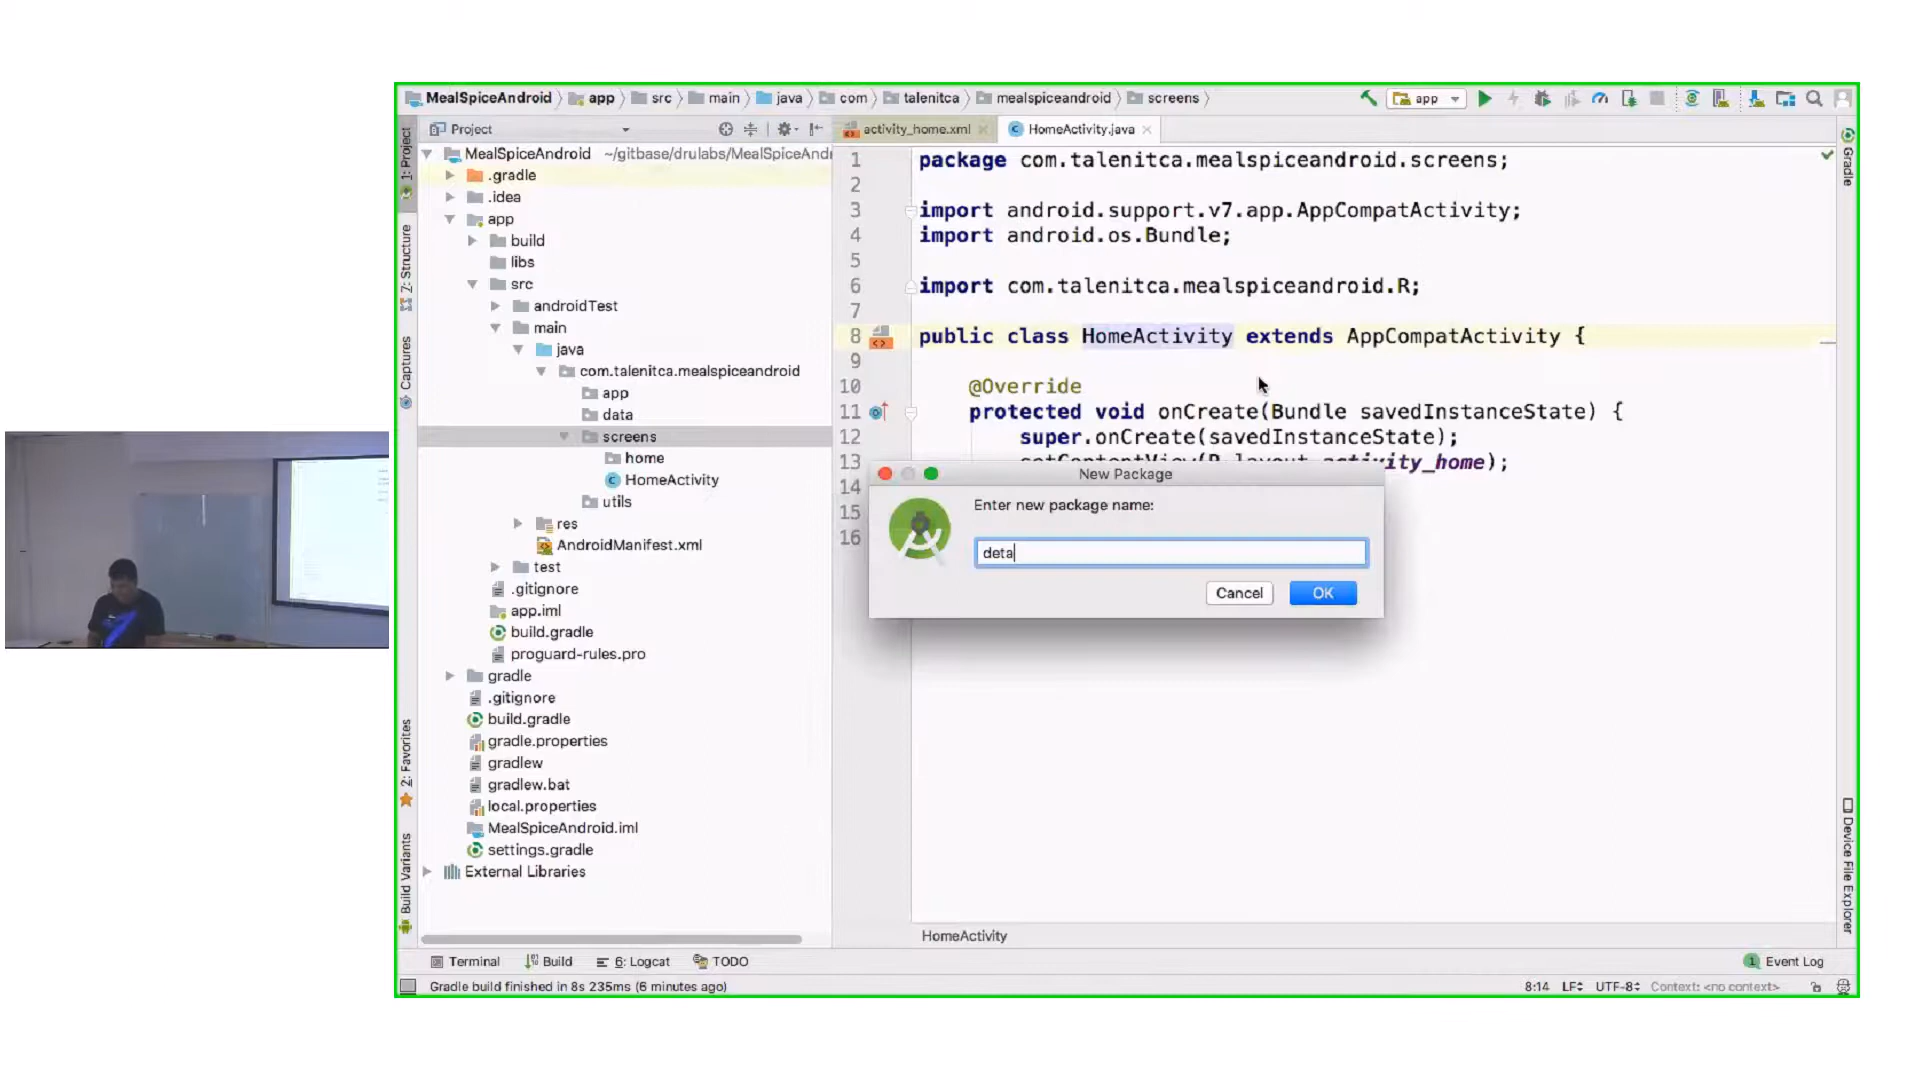 MealSpiceAndroid app src main java com talenitca mealspiceandroid screens app
Project
activity_home.xml HomeActivity.java
1: Project
7: Structure
Captures
2: Favorites
Build Variants
MealSpiceAndroid ~/gitbase/drulabs/MealSpiceAnd
.gradle
.idea
app
build
libs
src
androidTest
main
java
com.talenitca.mealspiceandroid
app
data
screens
home
HomeActivity
utils
res
AndroidManifest.xml
test
.gitignore
app.iml
build.gradle
proguard-rules.pro
gradle
.gitignore
build.gradle
gradle.properties
gradlew
gradlew.bat
local.properties
MealSpiceAndroid.iml
settings.gradle
External Libraries
1 package com.talenitca.mealspiceandroid.screens;
2
3 import android.support.v7.app.AppCompatActivity;
4 import android.os.Bundle;
5
6 import com.talenitca.mealspiceandroid.R;
7
8 public class HomeActivity extends AppCompatActivity {
9
10 @Override
11 protected void onCreate(Bundle savedInstanceState) {
12 super.onCreate(savedInstanceState);
13 setContentView(R.layout.activity_home);
14
15
16
New Package
Enter new package name:
deta
Cancel OK
HomeActivity
Gradle
Device File Explorer
Terminal Build 6: Logcat TODO 1 Event Log
Gradle build finished in 8s 235ms (6 minutes ago) 8:14 LF UTF-8 Context: <no context>